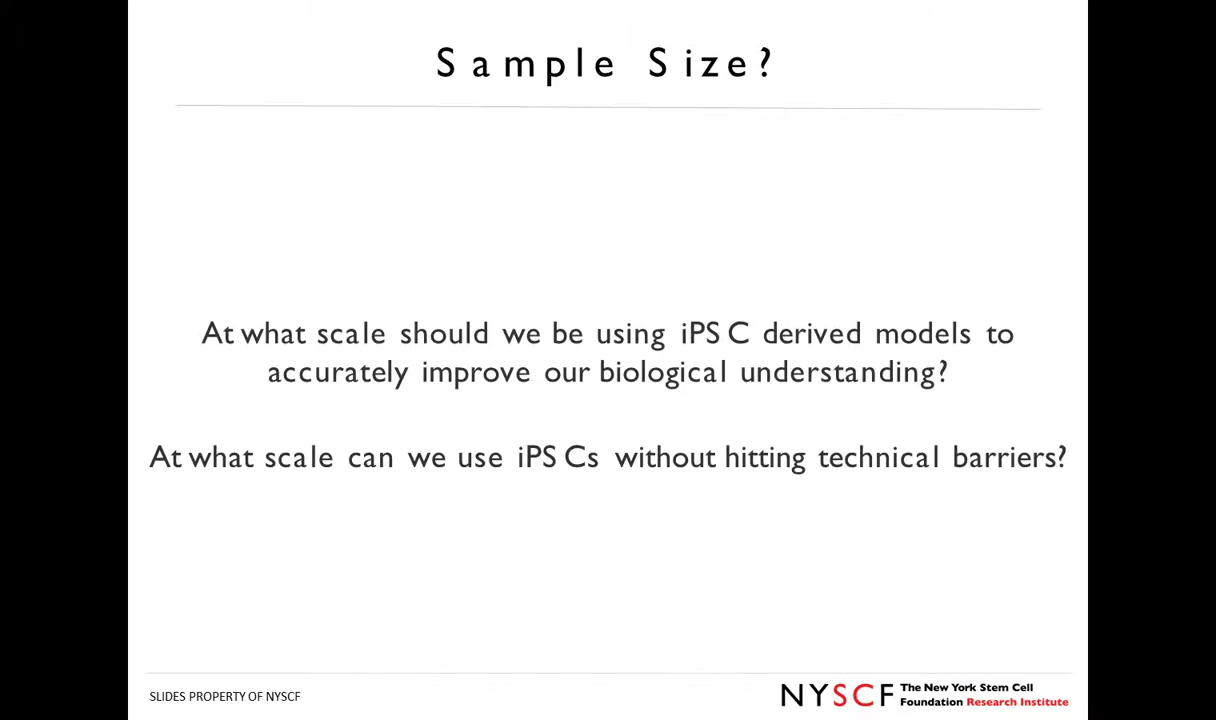 Sample Size?
At what scale should we be using iPSC derived models to
accurately improve our biological understanding?
At what scale can we use iPSCs without hitting technical barriers?
SLIDES PROPERTY OF NYSCF
NYSCF The New York Stem Cell
Foundation Research Institute